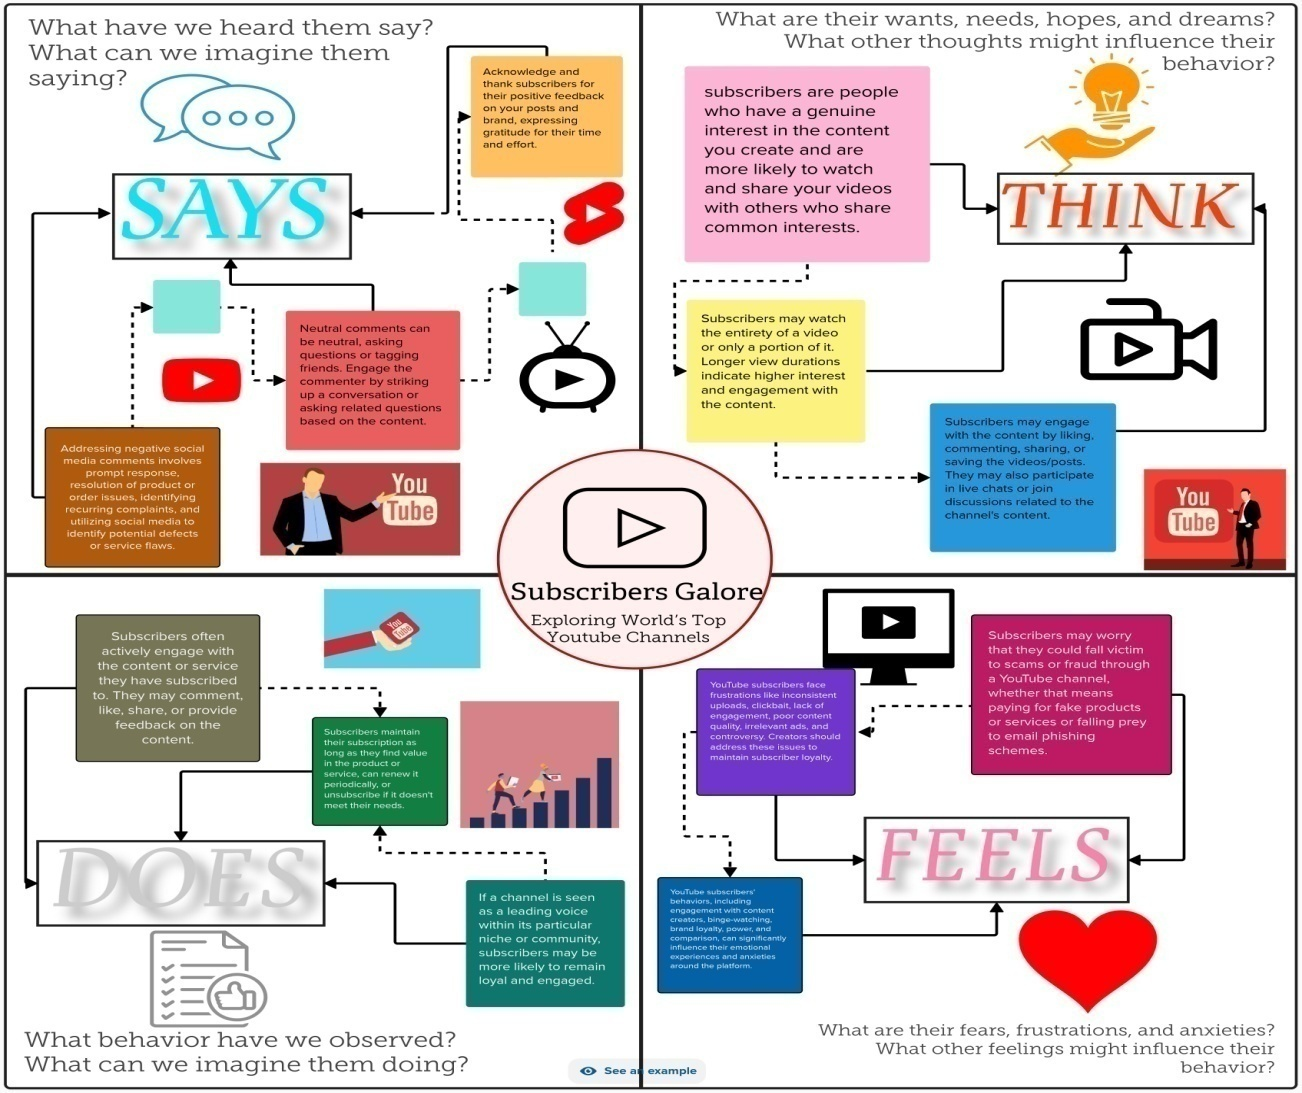 What have we heard them say?
What can we imagine them
saying?
Acknowledge and
thank subscribers for
their positive feedback
on your posts and
brand, expressing
gratitude for their time
and effort.
SAYS
Neutral comments can
be neutral, asking
questions or tagging
friends. Engage the
commenter by striking
up a conversation or
asking related questions
based on the content.
Addressing negative social
media comments involves
prompt response,
resolution of product or
order issues, identifying
recurring complaints, and
utilizing social media to
identify potential defects
or service flaws.
You
Tube
What are their wants, needs, hopes, and dreams?
What other thoughts might influence their
behavior?
subscribers are people
who have a genuine
interest in the content
you create and are
more likely to watch
and share your videos
with others who share
common interests.
THINK
Subscribers may watch
the entirety of a video
or only a portion of it.
Longer view durations
indicate higher interest
and engagement with
the content.
Subscribers may engage
with the content by liking,
commenting, sharing, or
saving the videos/posts.
They may also participate
in live chats or join
discussions related to the
channel's content.
You
Tube
Subscribers Galore
Exploring World's Top
Youtube Channels
Subscribers often
actively engage with
the content or service
they have subscribed
to. They may comment,
like, share, or provide
feedback on the
content.
You
Tube
Subscribers maintain
their subscription as
long as they find value
in the product or
service, can renew it
periodically, or
unsubscribe if it doesn't
meet their needs.
DOES
If a channel is seen
as a leading voice
within its particular
niche or community,
subscribers may be
more likely to remain
loyal and engaged.
What behavior have we observed?
What can we imagine them doing?
YouTube subscribers face
frustrations like inconsistent
uploads, clickbait, lack of
engagement, poor content
quality, irrelevant ads, and
controversy. Creators should
address these issues to
maintain subscriber loyalty.
Subscribers may worry
that they could fall victim
to scams or fraud through
a YouTube channel,
whether that means
paying for fake products
or services or falling prey
to email phishing
schemes.
FEELS
YouTube subscribers'
behaviors, including
engagement with content
creators, binge-watching,
brand loyalty, power, and
comparison, can significantly
influence their emotional
experiences and anxieties
around the platform.
What are their fears, frustrations, and anxieties?
What other feelings might influence their
behavior?
See an example